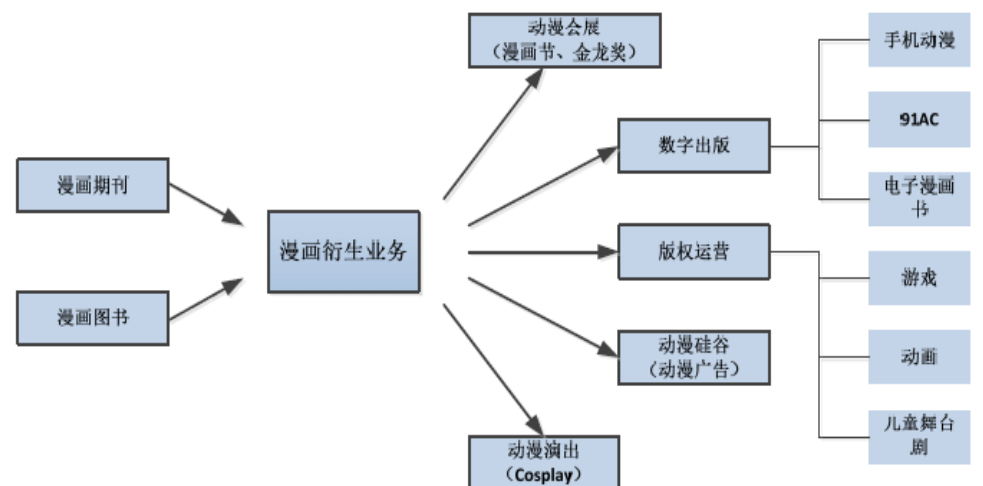 动漫会展
（漫画节、金龙奖）
手机动漫
91AC
数字出版
电子漫画
书
漫画期刊
漫画衍生业务
版权运营
游戏
漫画图书
动漫硅谷
（动漫广告）
动画
儿童舞台
剧
动漫演出
（Cosplay）